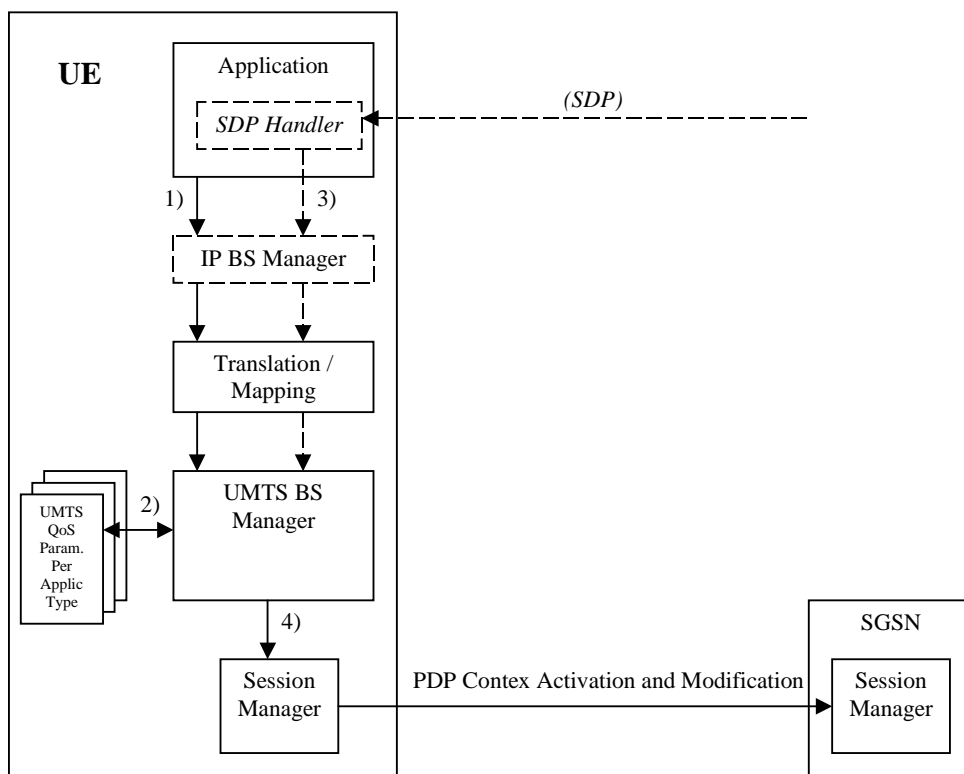 UE
Application
SDP Handler
(SDP)
1)
3)
IP BS Manager
Translation /
Mapping
UMTS BS
Manager
2)
UMTS
QoS
Param.
Per
Applic
Type
4)
SGSN
Session
Manager
PDP Contex Activation and Modification
Session
Manager